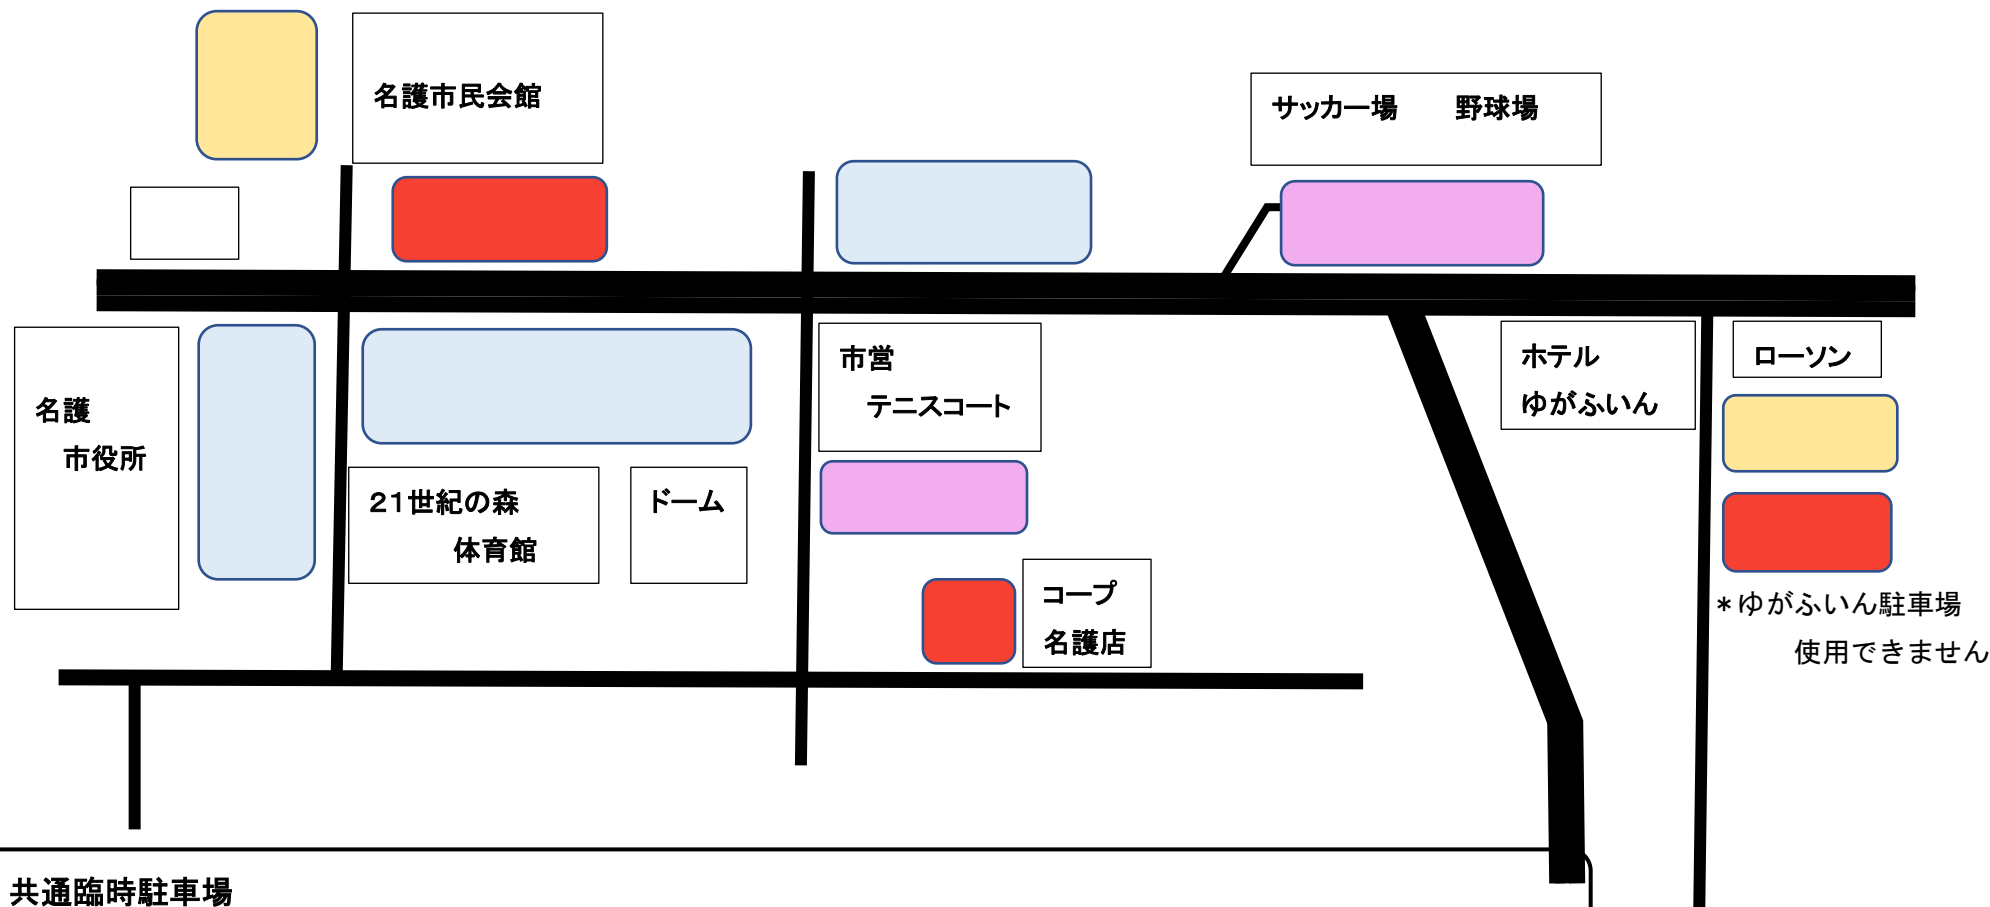 名護市民会館
サッカー場　　野球場
名護
市役所
21世紀の森
体育館
ドーム
市営
テニスコート
コープ
名護店
ホテル
ゆがふいん
ローソン
*ゆがふいん駐車場
使用できません
共通臨時駐車場